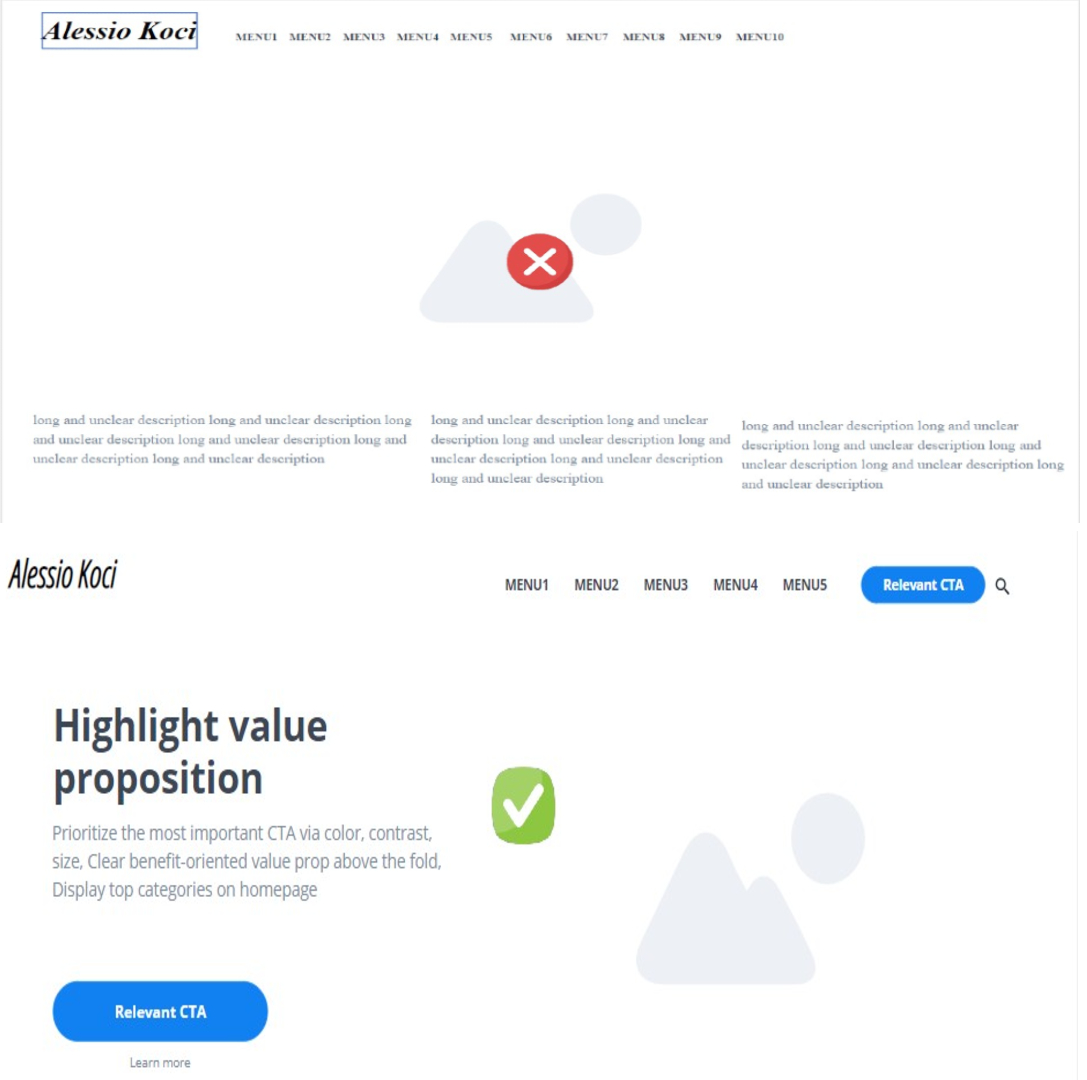 Alessio Koci
MENU1 MENU2 MENU3 MENU4 MENU5 MENU6 MENU7 MENU8 MENU9 MENU10
long and unclear description long and unclear description long
and unclear description long and unclear description long and
unclear description long and unclear description
long and unclear description long and unclear
description long and unclear description long and
unclear description long and unclear description
long and unclear description
long and unclear description long and unclear
description long and unclear description long and
unclear description long and unclear description long
and unclear description
Alessio Koci
MENU1 MENU2 MENU3 MENU4 MENU5 Relevant CTA
Highlight value
proposition
Prioritize the most important CTA via color, contrast,
size, Clear benefit-oriented value prop above the fold,
Display top categories on homepage
Relevant CTA
Learn more